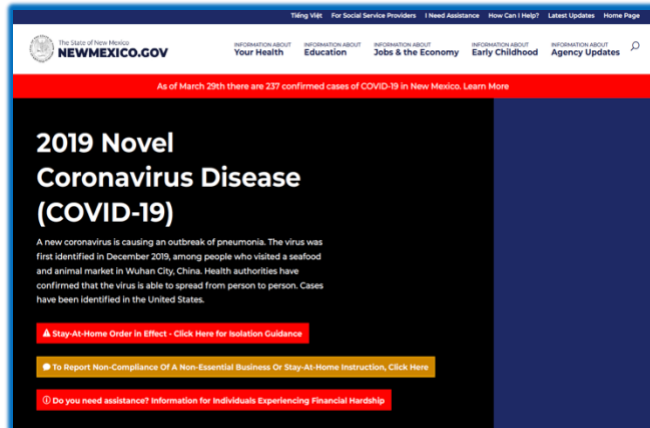 Tiếng Việt For Social Service Providers I Need Assistance How Can I Help? Latest Updates Home Page
The State of New Mexico
NEWMEXICO.GOV
INFORMATION ABOUT
Your Health
INFORMATION ABOUT
Education
INFORMATION ABOUT
Jobs & the Economy
INFORMATION ABOUT
Early Childhood
INFORMATION ABOUT
Agency Updates
As of March 29th there are 237 confirmed cases of COVID-19 in New Mexico. Learn More
2019 Novel
Coronavirus Disease
(COVID-19)
A new coronavirus is causing an outbreak of pneumonia. The virus was
first identified in December 2019, among people who visited a seafood
and animal market in Wuhan City, China. Health authorities have
confirmed that the virus is able to spread from person to person. Cases
have been identified in the United States.
Stay-At-Home Order in Effect - Click Here for Isolation Guidance
To Report Non-Compliance Of A Non-Essential Business Or Stay-At-Home Instruction, Click Here
Do you need assistance? Information for Individuals Experiencing Financial Hardship